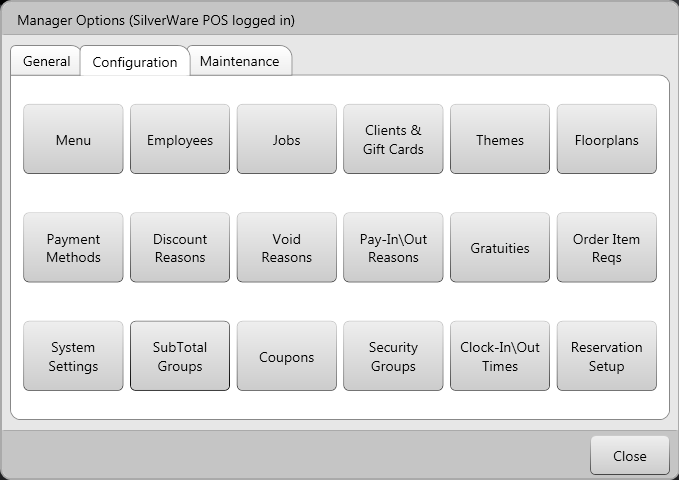 Manager Options (SilverWare POS logged in)
General Configuration Maintenance
Menu Employees Jobs Clients & Gift Cards Themes Floorplans
Payment Methods Discount Reasons Void Reasons Pay-In\Out Reasons Gratuities Order Item Reqs
System Settings SubTotal Groups Coupons Security Groups Clock-In\Out Times Reservation Setup
Close